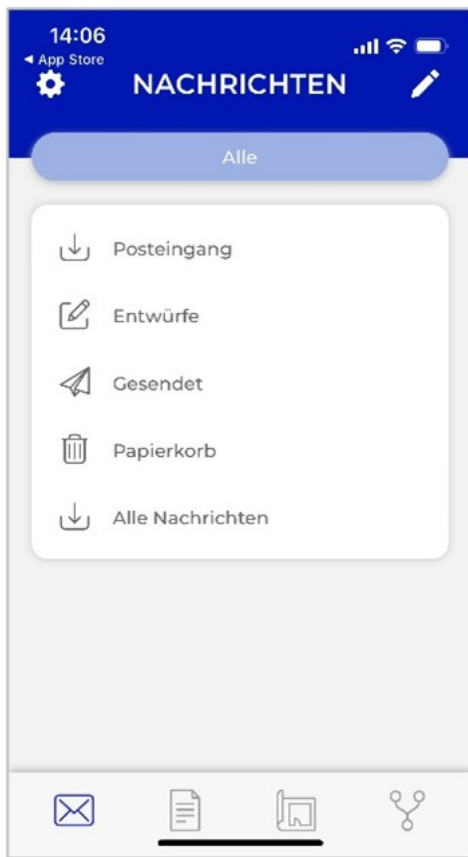 14:06
◄ App Store
NACHRICHTEN
Alle
Posteingang
Entwürfe
Gesendet
Papierkorb
Alle Nachrichten